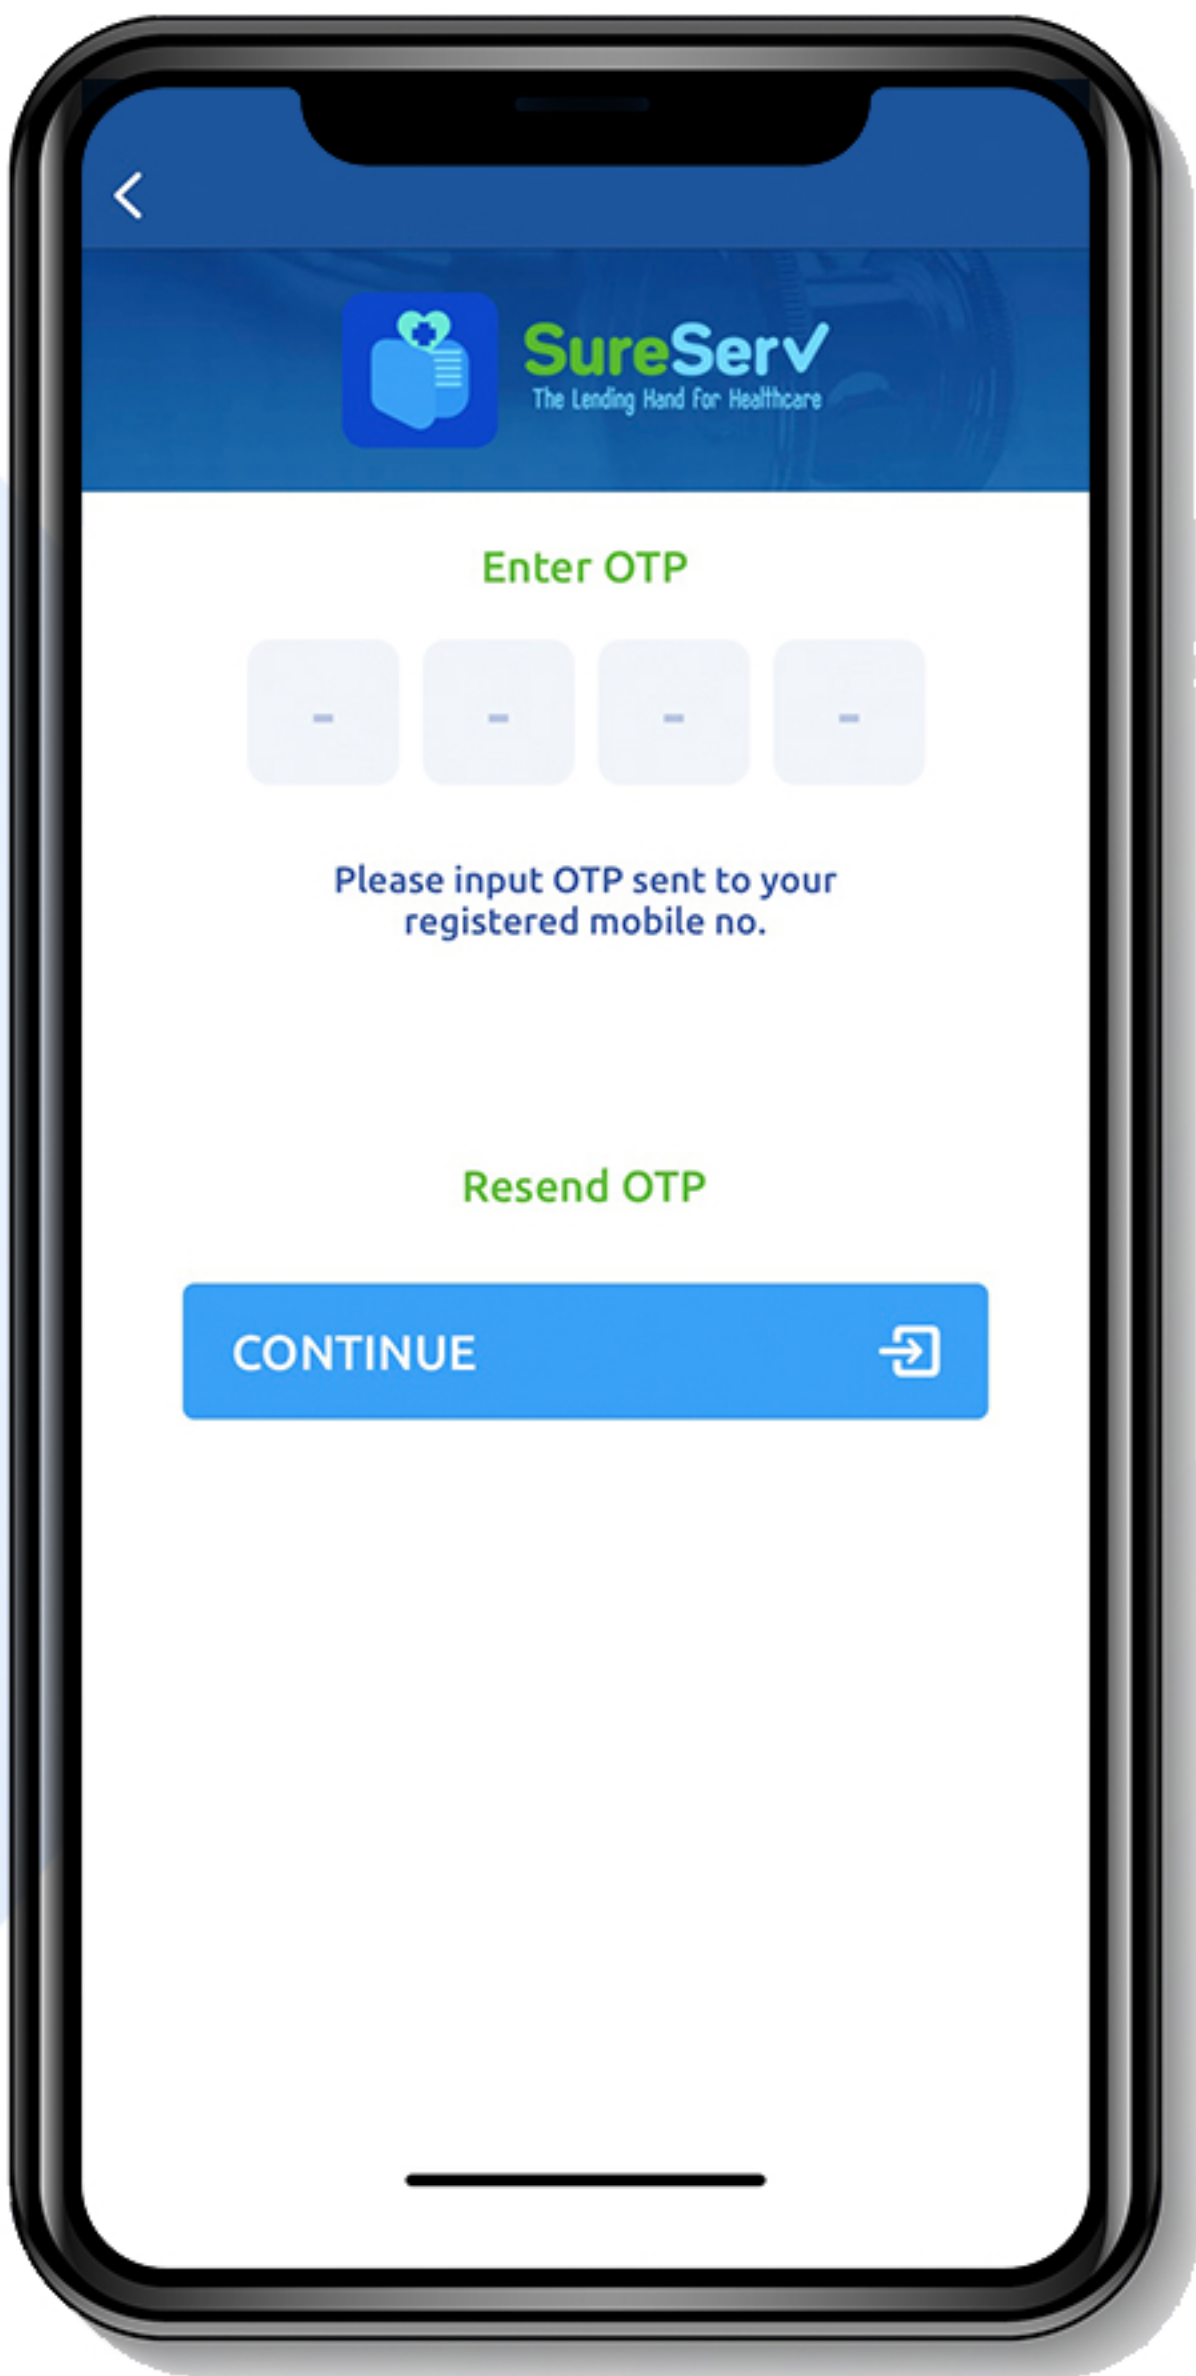 SureServ
The Lending Hand For Healthcare
Enter OTP
- - - -
Please input OTP sent to your
registered mobile no.
Resend OTP
CONTINUE